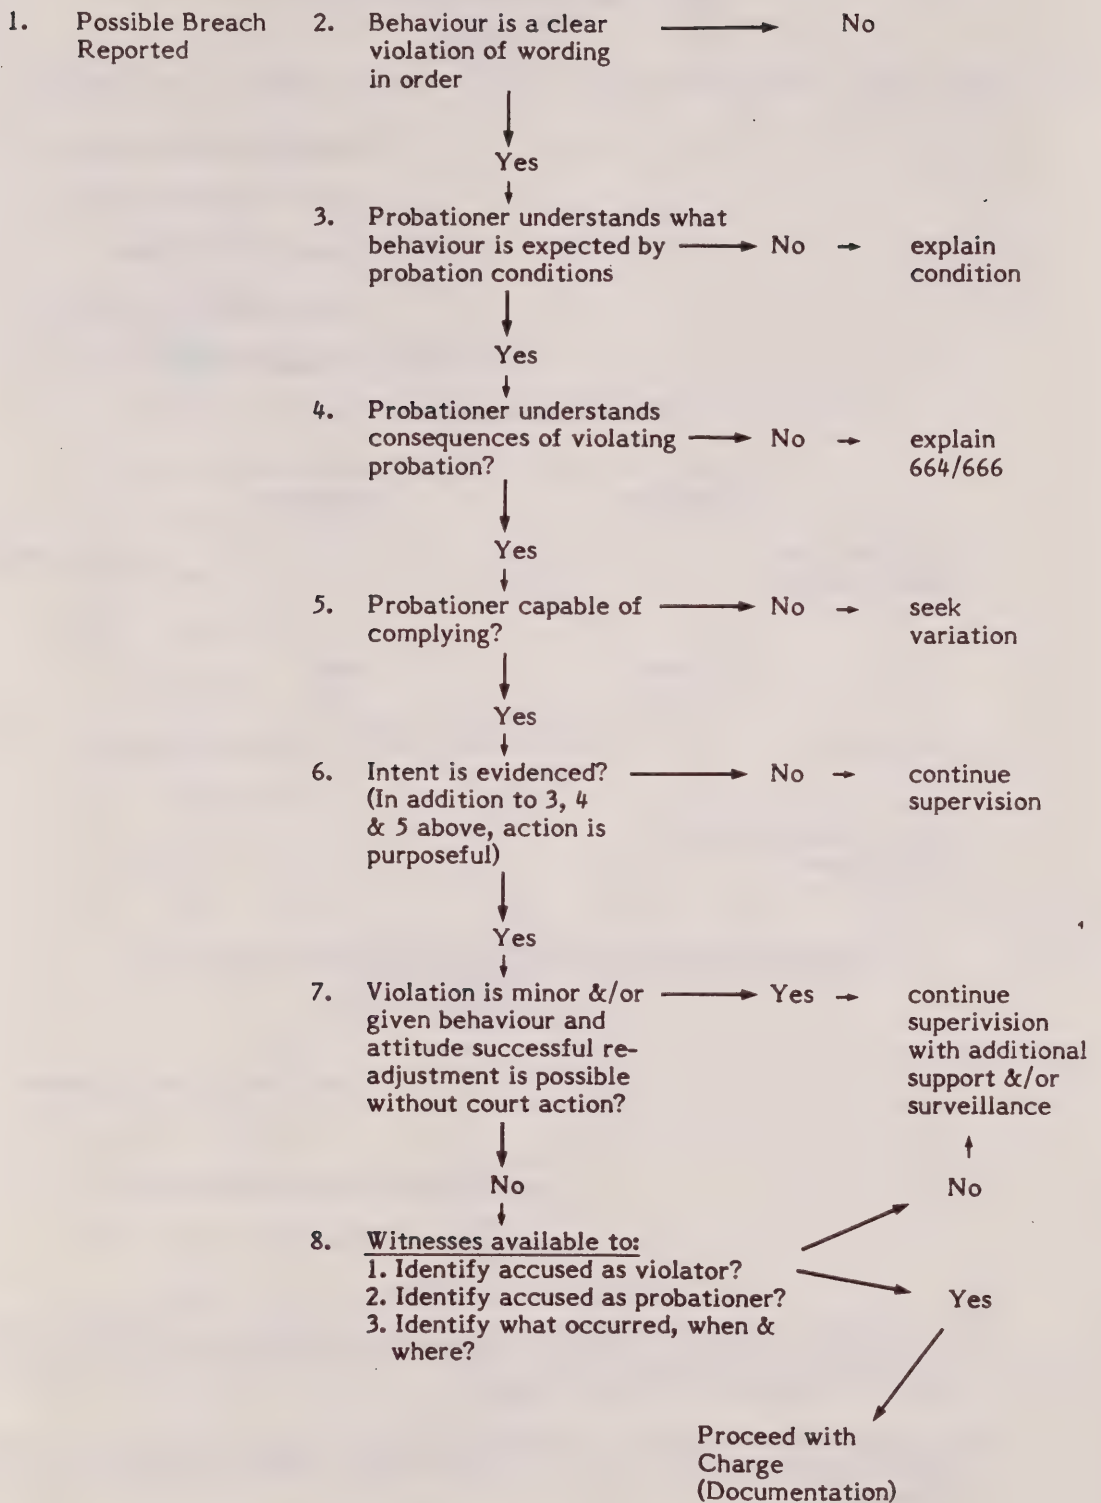 1. Possible Breach
Reported
2. Behaviour is a clear
violation of wording
in order
No
Yes
3. Probationer understands what
behaviour is expected by
probation conditions
No
explain
condition
Yes
4. Probationer understands
consequences of violating
probation?
No
explain
664/666
Yes
5. Probationer capable of
complying?
No
seek
variation
Yes
6. Intent is evidenced?
(In addition to 3, 4
& 5 above, action is
purposeful)
No
continue
supervision
Yes
7. Violation is minor &/or
given behaviour and
attitude successful re-
adjustment is possible
without court action?
Yes
continue
superivision
with additional
support &/or
surveillance
No
No
8. Witnesses available to:
1. Identify accused as violator?
2. Identify accused as probationer?
3. Identify what occurred, when &
where?
Yes
Proceed with
Charge
(Documentation)